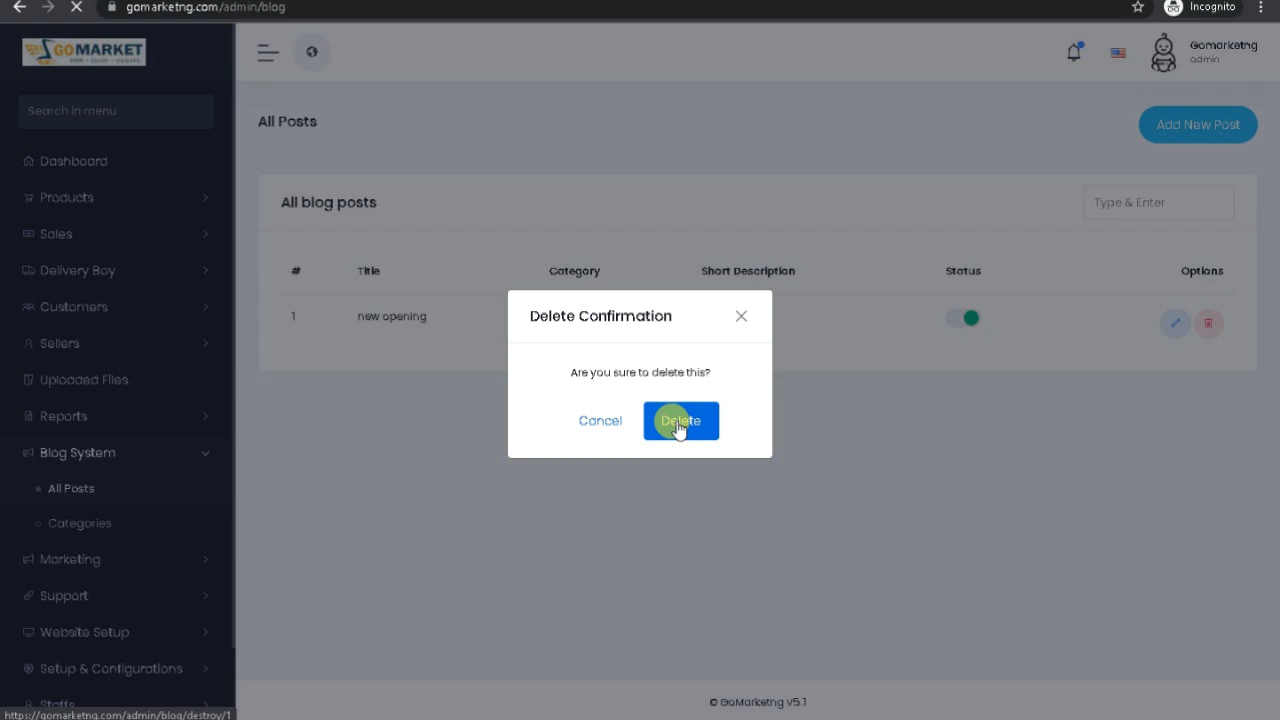 gomarketng.com/admin/blog
Incognito
GOMARKET
Gomarketng
admin
Search in menu
All Posts
Add New Post
Dashboard
Products
All blog posts
Type & Enter
Sales
Delivery Boy
# Title Category Short Description Status Options
Customers
1 new opening
Delete Confirmation
Sellers
Are you sure to delete this?
Uploaded Files
Reports
Cancel Delete
Blog System
All Posts
Categories
Marketing
Support
Website Setup
Setup & Configurations
Staffs
© GoMarketng v5.1
https://gomarketng.com/admin/blog/destroy/1